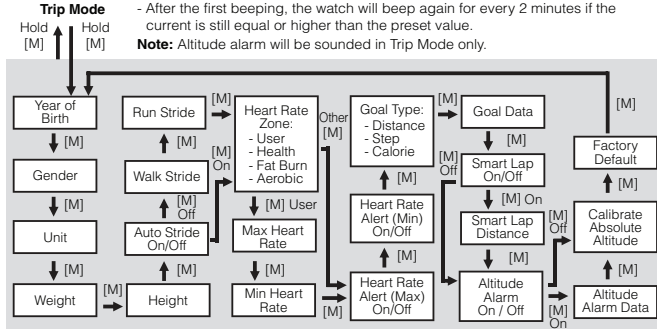 Trip Mode
- After the first beeping, the watch will beep again for every 2 minutes if the
current is still equal or higher than the preset value.
Note: Altitude alarm will be sounded in Trip Mode only.
Hold
[M]
Hold
[M]
Year of
Birth
[M]
Gender
[M]
Unit
[M]
Weight
[M]
Height
[M]
Auto Stride
On/Off
[M]
Off
[M]
On
Walk Stride
[M]
Run Stride
[M]
Heart Rate
Zone:
- User
- Health
- Fat Burn
- Aerobic
Other
[M]
[M] User
Max Heart
Rate
[M]
Min Heart
Rate
[M]
Heart Rate
Alert (Max)
On/Off
[M]
Heart Rate
Alert (Min)
On/Off
[M]
Goal Type:
- Distance
- Step
- Calorie
[M]
Goal Data
[M]
Smart Lap
On/Off
[M]
Off
[M] On
Smart Lap
Distance
[M]
Altitude
Alarm
On / Off
[M]
Off
[M]
On
Altitude
Alarm Data
[M]
Calibrate
Absolute
Altitude
[M]
Factory
Default
[M]